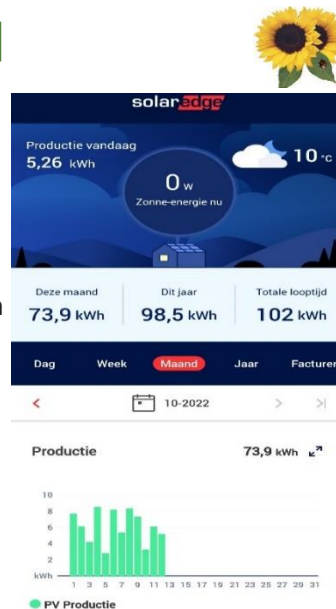 solaredge
Productie vandaag
5,26 kWh
10 °C
0 w
Zonne-energie nu
Deze maand Dit jaar Totale looptijd
73,9 kWh 98,5 kWh 102 kWh
Dag Week Maand Jaar Facturer
< 10-2022 > >|
Productie 73,9 kWh
10
8
6
4
2
kWh
1 3 5 7 9 11 13 15 17 19 21 23 25 27 29 31
PV Productie